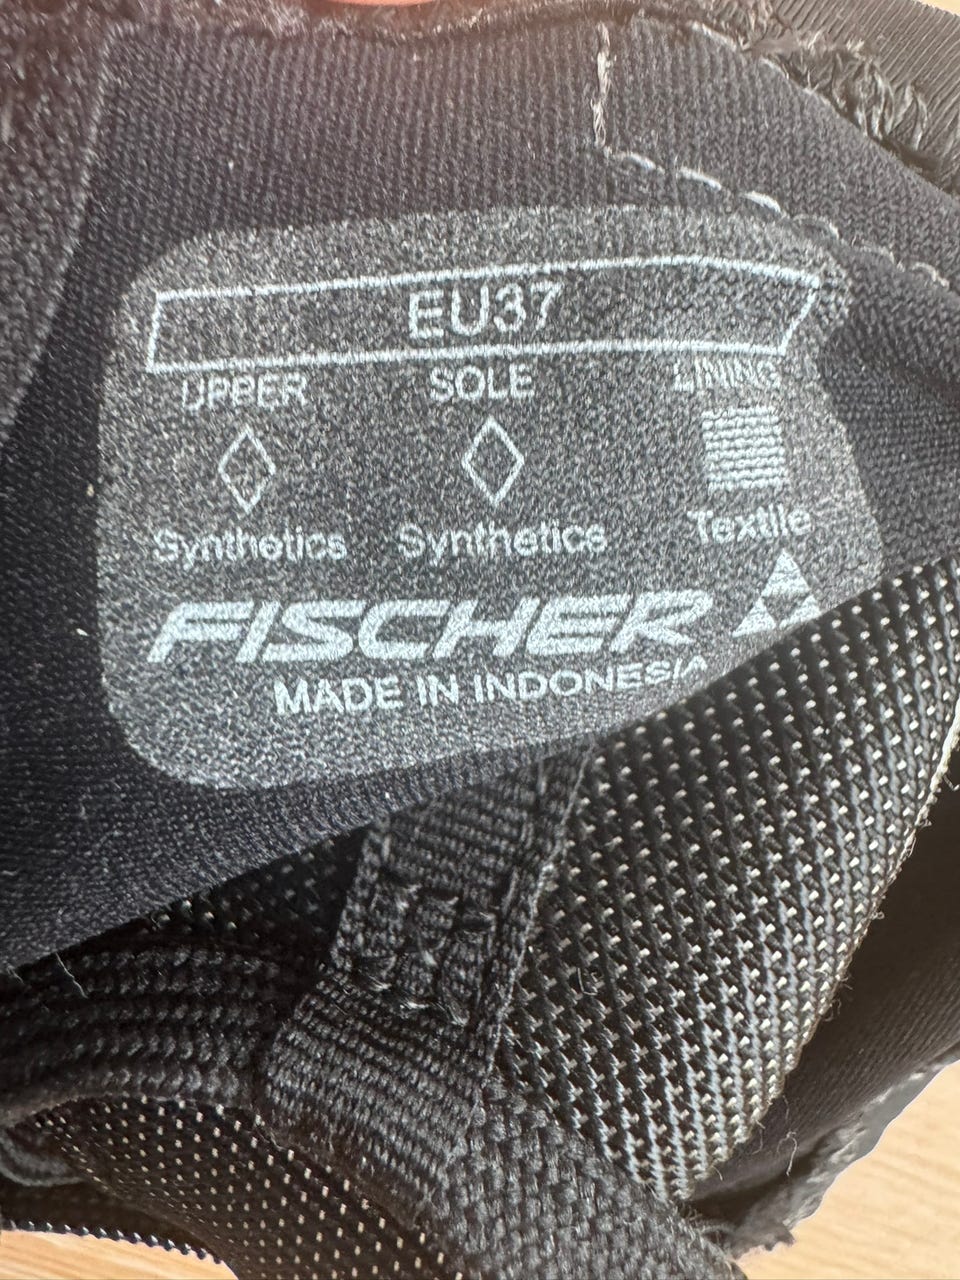 EU37
UPPER SOLE LINING
Synthetics Synthetics Textile
FISCHER
MADE IN INDONESIA